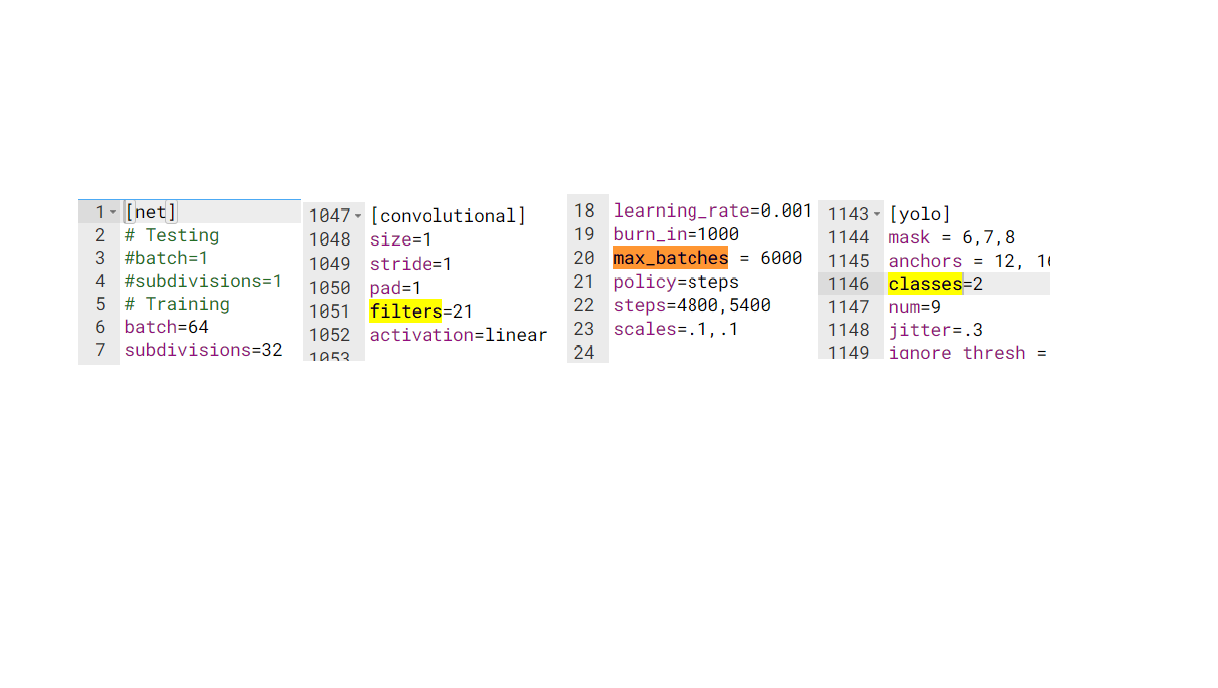 1 [net]
2 # Testing
3 #batch=1
4 #subdivisions=1
5 # Training
6 batch=64
7 subdivisions=32
1047 [convolutional]
1048 size=1
1049 stride=1
1050 pad=1
1051 filters=21
1052 activation=linear
1053
18 learning_rate=0.001
19 burn_in=1000
20 max_batches = 6000
21 policy=steps
22 steps=4800,5400
23 scales=.1,.1
24
1143 [yolo]
1144 mask = 6,7,8
1145 anchors = 12,
1146 classes=2
1147 num=9
1148 jitter=.3
1149 ignore_thresh =